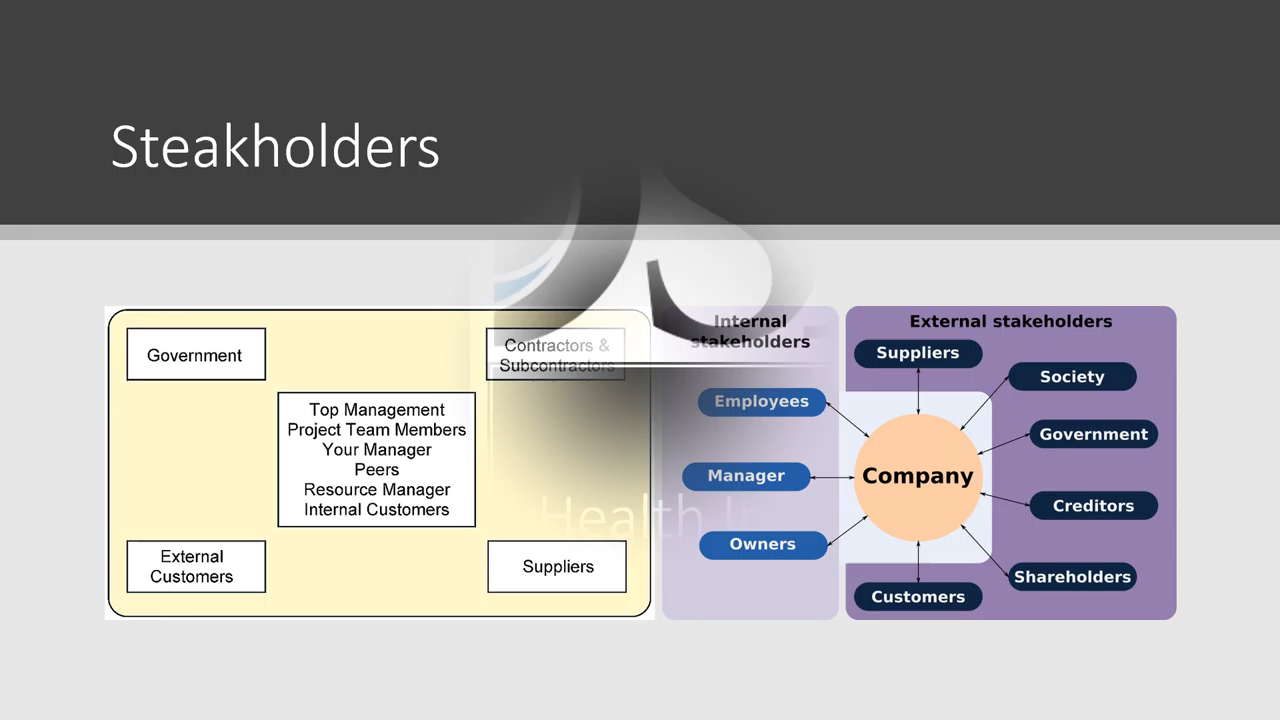 Steakholders
Government
Contractors &
Subcontractors
Top Management
Project Team Members
Your Manager
Peers
Resource Manager
Internal Customers
External
Customers
Suppliers
Internal
stakeholders
Employees
Manager
Owners
External stakeholders
Suppliers
Society
Government
Company
Creditors
Shareholders
Customers
Health